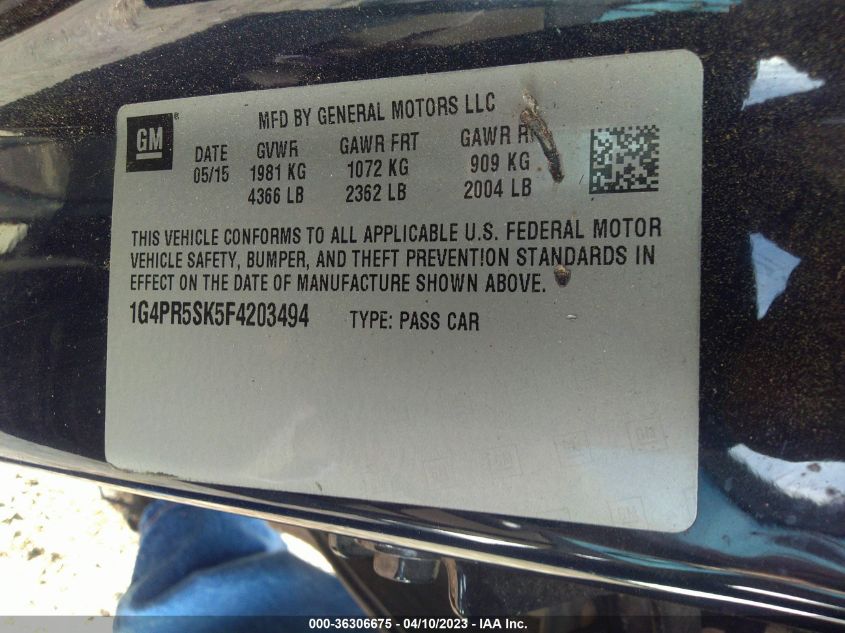 GM ®
MFD BY GENERAL MOTORS LLC
DATE GVWR GAWR FRT GAWR
05/15 1981 KG 1072 KG 909 KG
4366 LB 2362 LB 2004 LB
THIS VEHICLE CONFORMS TO ALL APPLICABLE U.S. FEDERAL MOTOR
VEHICLE SAFETY, BUMPER, AND THEFT PREVENTION STANDARDS IN
EFFECT ON THE DATE OF MANUFACTURE SHOWN ABOVE.
1G4PR5SK5F4203494 TYPE: PASS CAR
000-36306675 - 04/10/2023 - IAA Inc.